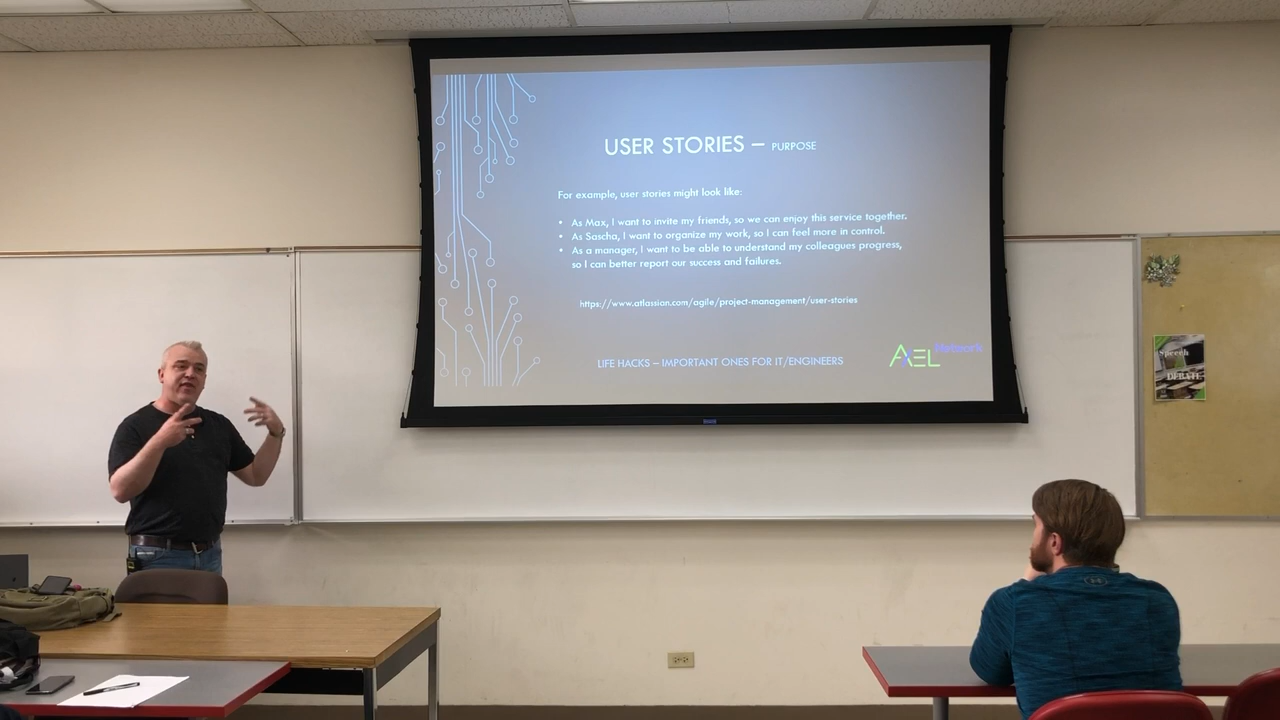 USER STORIES – PURPOSE
For example, user stories might look like:
• As Max, I want to invite my friends, so we can enjoy this service together.
• As Sascha, I want to organize my work, so I can feel more in control.
• As a manager, I want to be able to understand my colleagues progress,
so I can better report our success and failures.
https://www.atlassian.com/agile/project-management/user-stories
LIFE HACKS – IMPORTANT ONES FOR IT/ENGINEERS
AEL Network
Speech
DEBATE